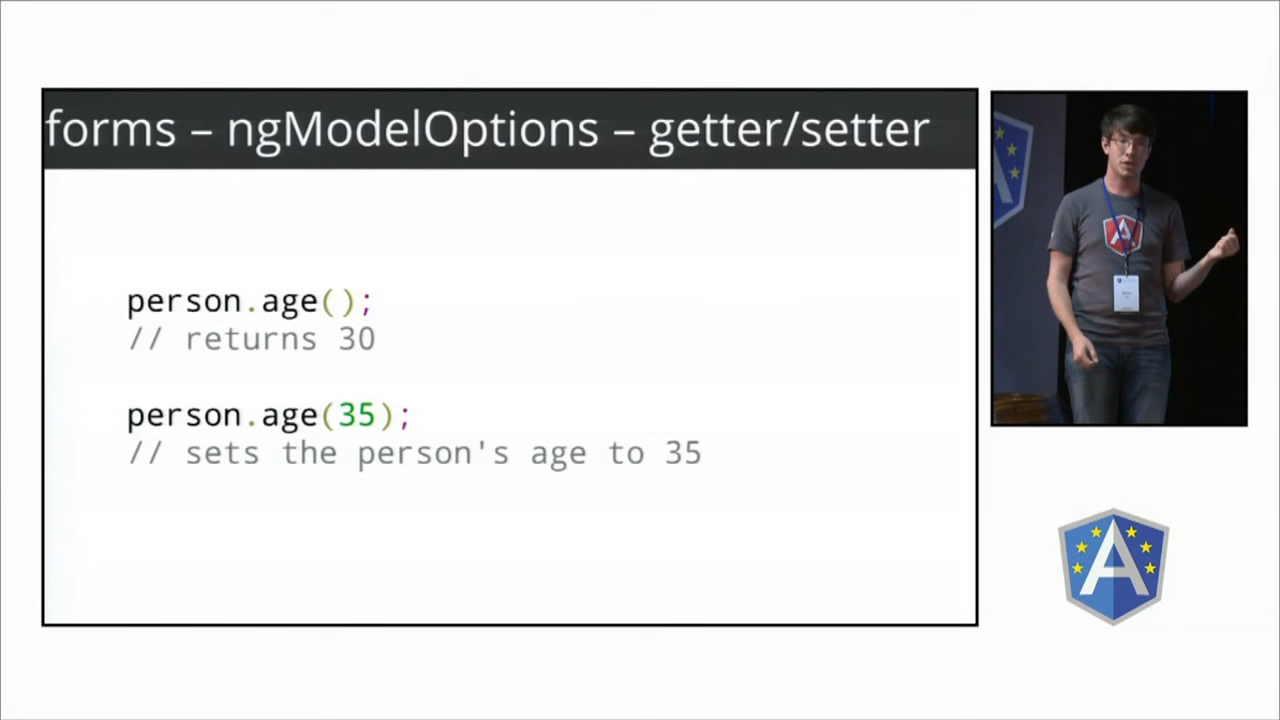 forms – ngModelOptions – getter/setter
person.age();
// returns 30
person.age(35);
// sets the person's age to 35